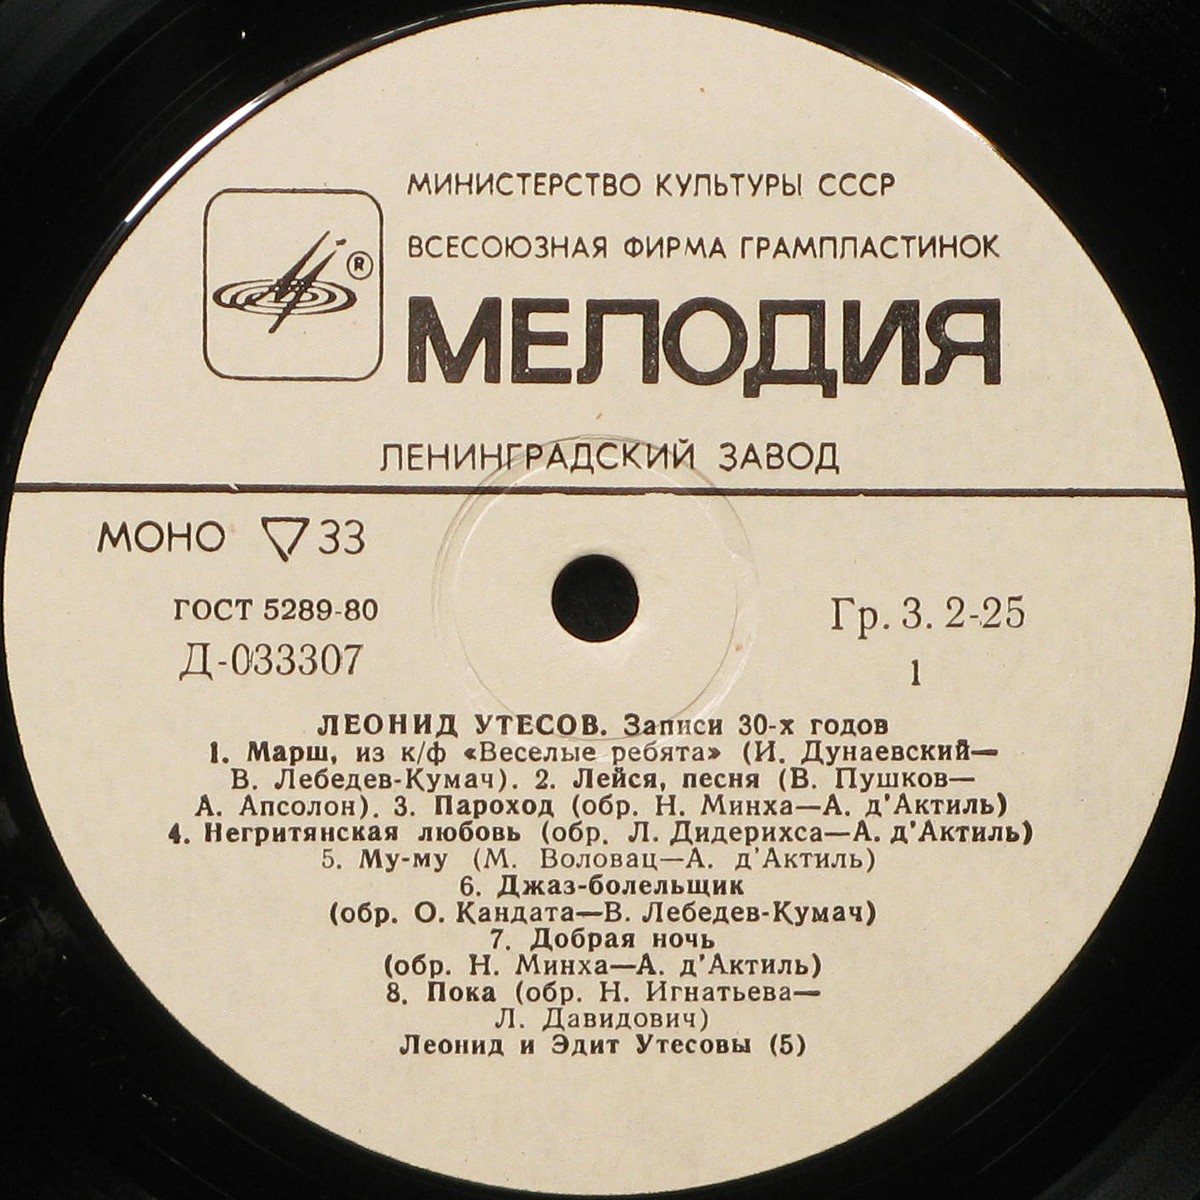 МИНИСТЕРСТВО КУЛЬТУРЫ СССР
ВСЕСОЮЗНАЯ ФИРМА ГРАМПЛАСТИНОК
®
МЕЛОДИЯ
ЛЕНИНГРАДСКИЙ ЗАВОД
МОНО ▽ 33
ГОСТ 5289-80
Гр. 3. 2-25
Д-033307
1
ЛЕОНИД УТЕСОВ. Записи 30-х годов
1. Марш, из к/ф «Веселые ребята» (И. Дунаевский—
В. Лебедев-Кумач). 2. Лейся, песня (В. Пушков—
А. Апсолон). 3. Пароход (обр. Н. Минха—А. д'Актиль)
4. Негритянская любовь (обр. Л. Дидерихса—А. д'Актиль)
5. Му-му (М. Воловац—А. д'Актиль)
6. Джаз-болельщик
(обр. О. Кандата—В. Лебедев-Кумач)
7. Добрая ночь
(обр. Н. Минха—А. д'Актиль)
8. Пока (обр. Н. Игнатьева—
Л. Давидович)
Леонид и Эдит Утесовы (5)